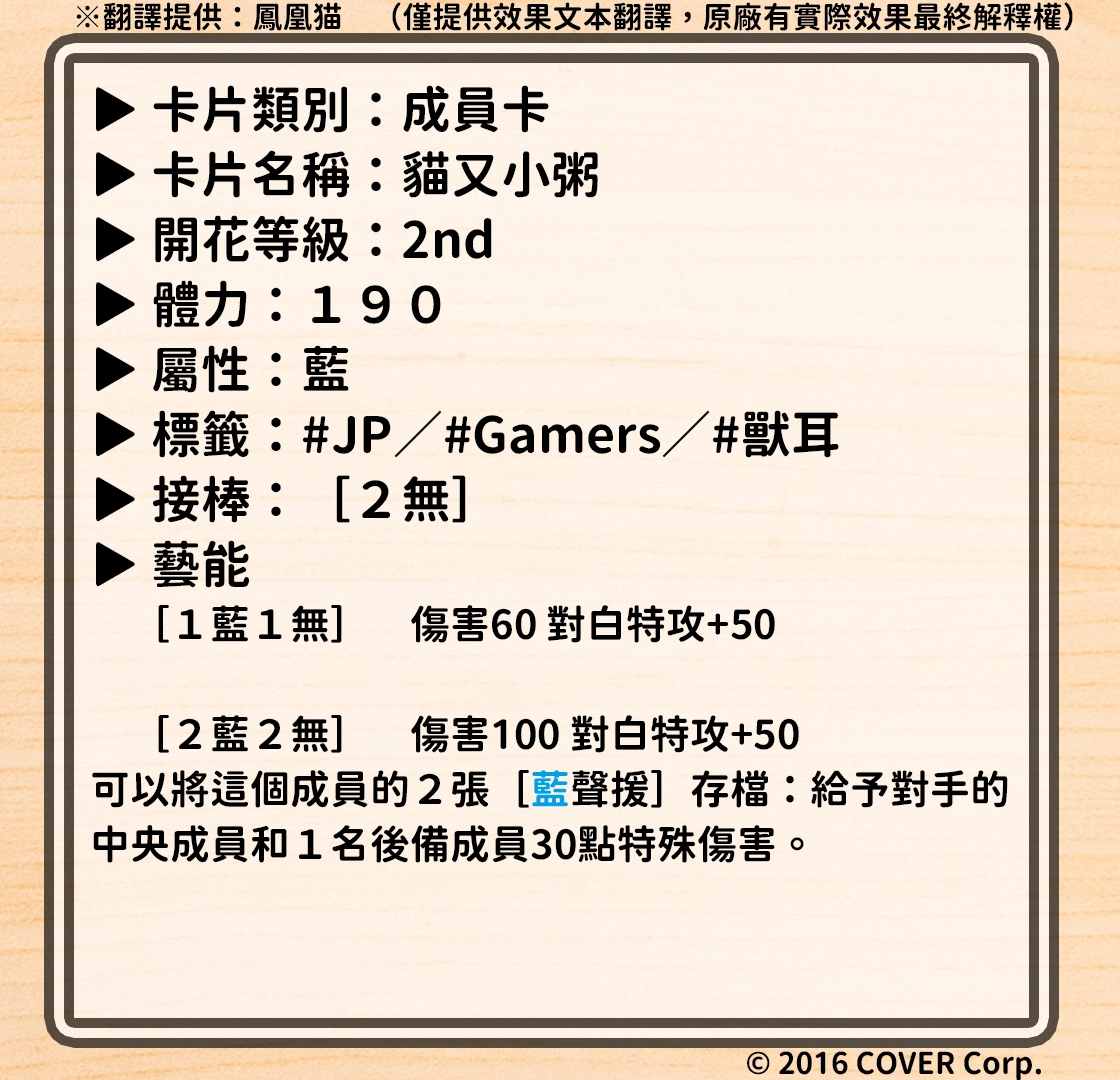 ※翻譯提供：鳳凰猫　（僅提供效果文本翻譯，原廠有實際效果最終解釋權）
▶ 卡片類別：成員卡
▶ 卡片名稱：貓又小粥
▶ 開花等級：2nd
▶ 體力：１９０
▶ 屬性：藍
▶ 標籤：#JP／#Gamers／#獸耳
▶ 接棒：［２無］
▶ 藝能
［１藍１無］　傷害60 對白特攻+50
［２藍２無］　傷害100 對白特攻+50
可以將這個成員的２張［藍聲援］存檔：給予對手的
中央成員和１名後備成員30點特殊傷害。
© 2016 COVER Corp.